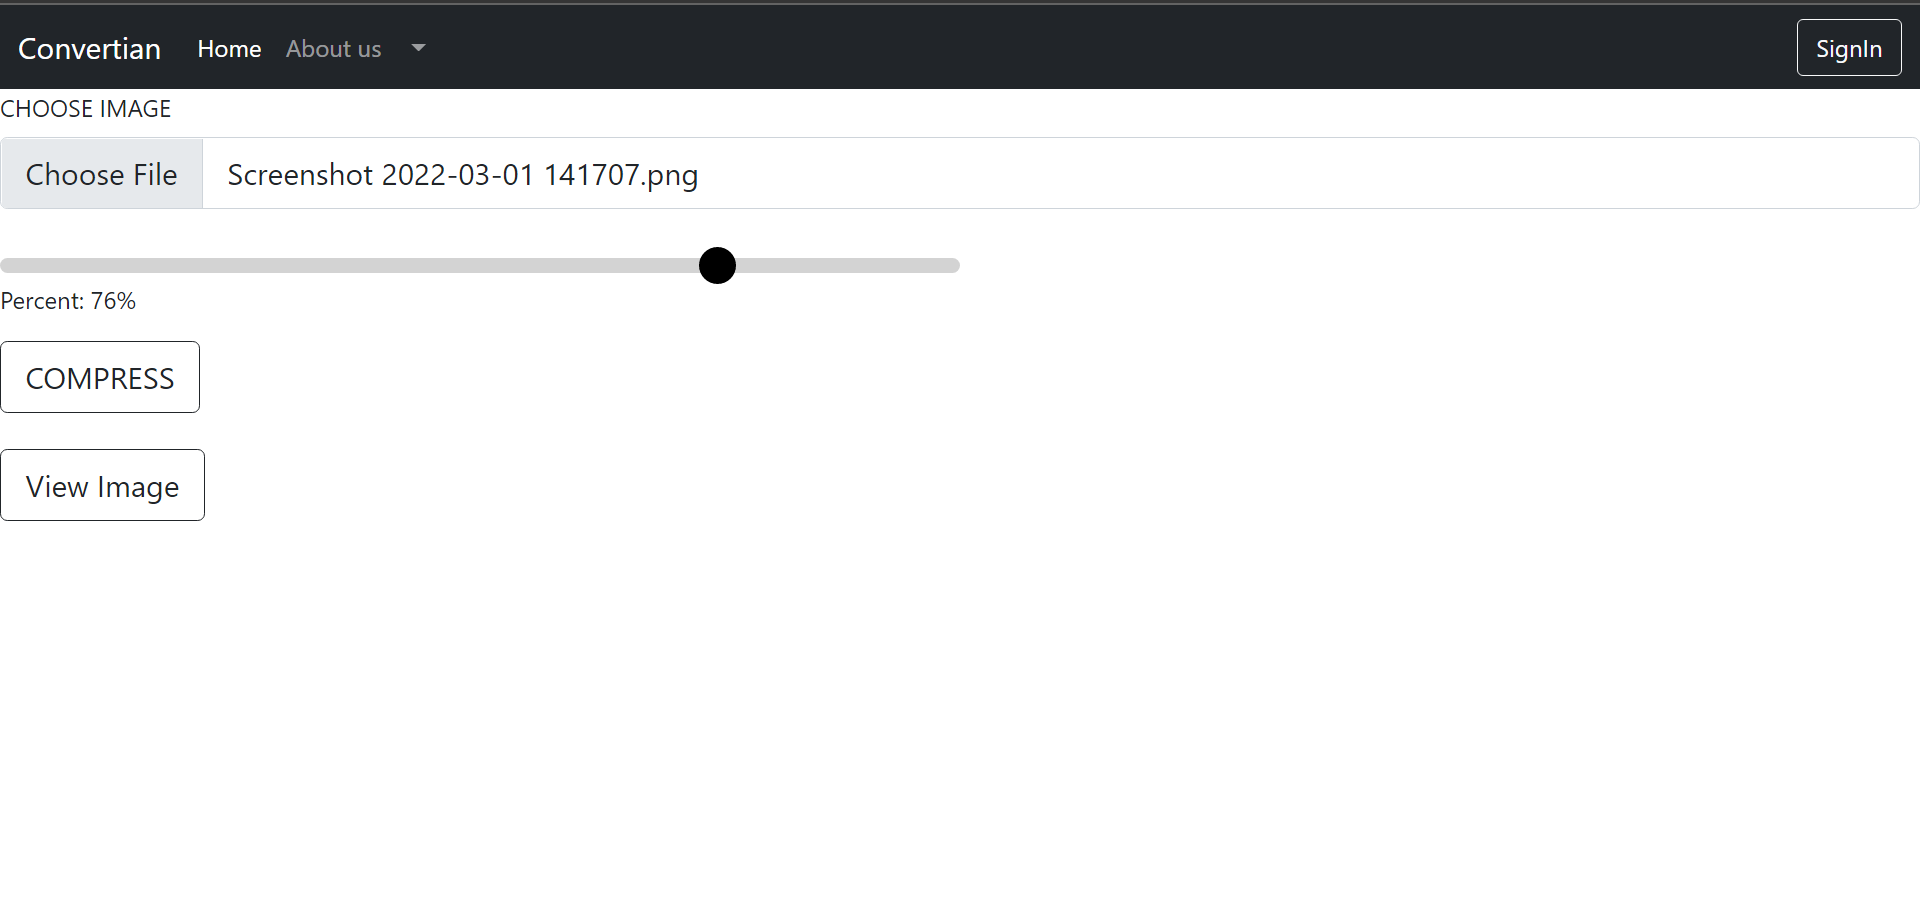 Convertian Home About us SignIn
CHOOSE IMAGE
Choose File Screenshot 2022-03-01 141707.png
Percent: 76%
COMPRESS
View Image